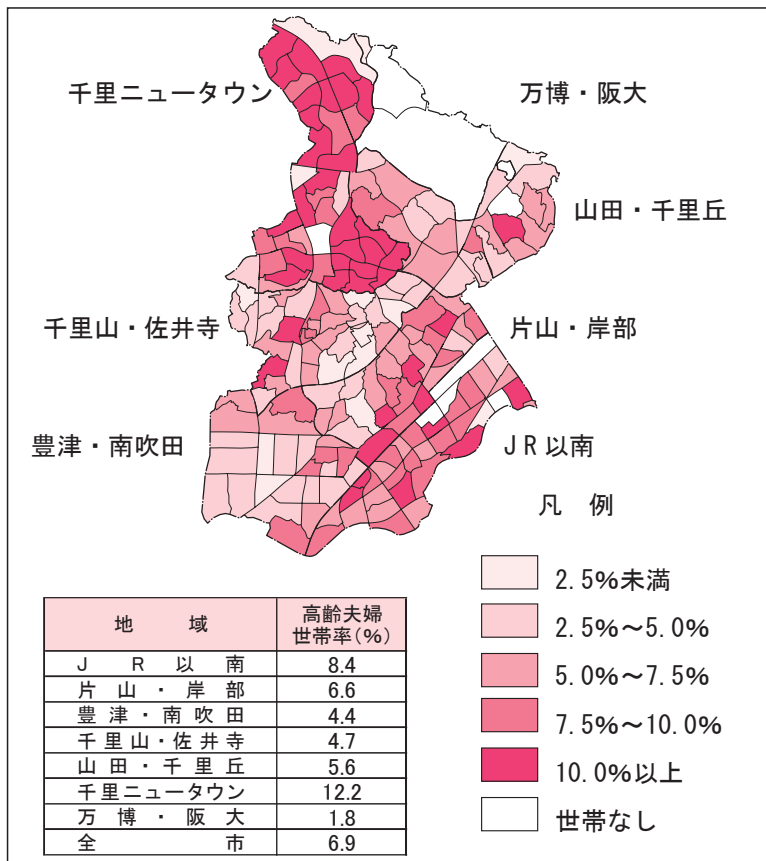 千里ニュータウン
万博・阪大
山田・千里丘
千里山・佐井寺
片山・岸部
豊津・南吹田
JR以南
凡 例
2.5%未満
2.5%～5.0%
5.0%～7.5%
7.5%～10.0%
10.0%以上
世帯なし
地 域 高齢夫婦世帯率(%)
J R 以 南 8.4
片 山 ・ 岸 部 6.6
豊 津 ・ 南 吹 田 4.4
千 里 山 ・ 佐 井 寺 4.7
山 田 ・ 千 里 丘 5.6
千里ニュータウン 12.2
万 博 ・ 阪 大 1.8
全 市 6.9